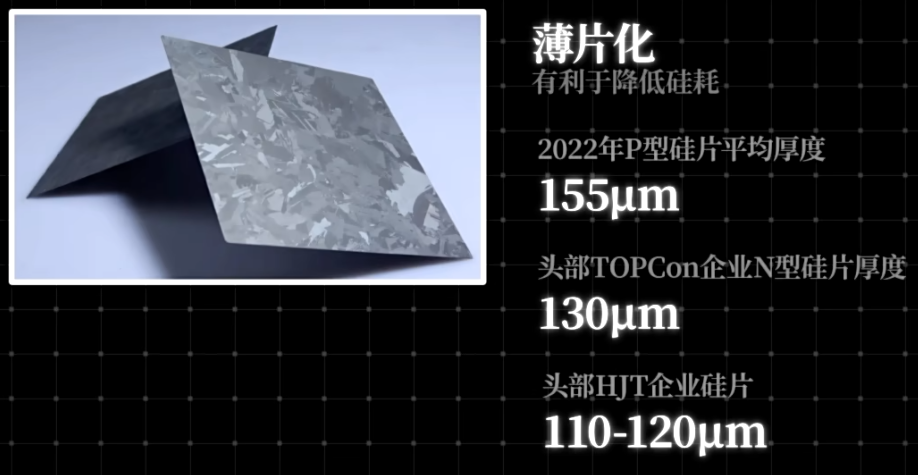 薄片化
有利于降低硅耗
2022年P型硅片平均厚度
155μm
头部TOPCon企业N型硅片厚度
130μm
头部HJT企业硅片
110-120μm